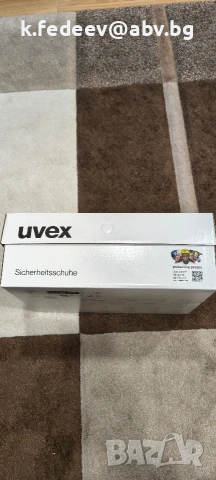 k.fedeev@abv.bg
uvex
Sicherheitsschuhe
BAZAR